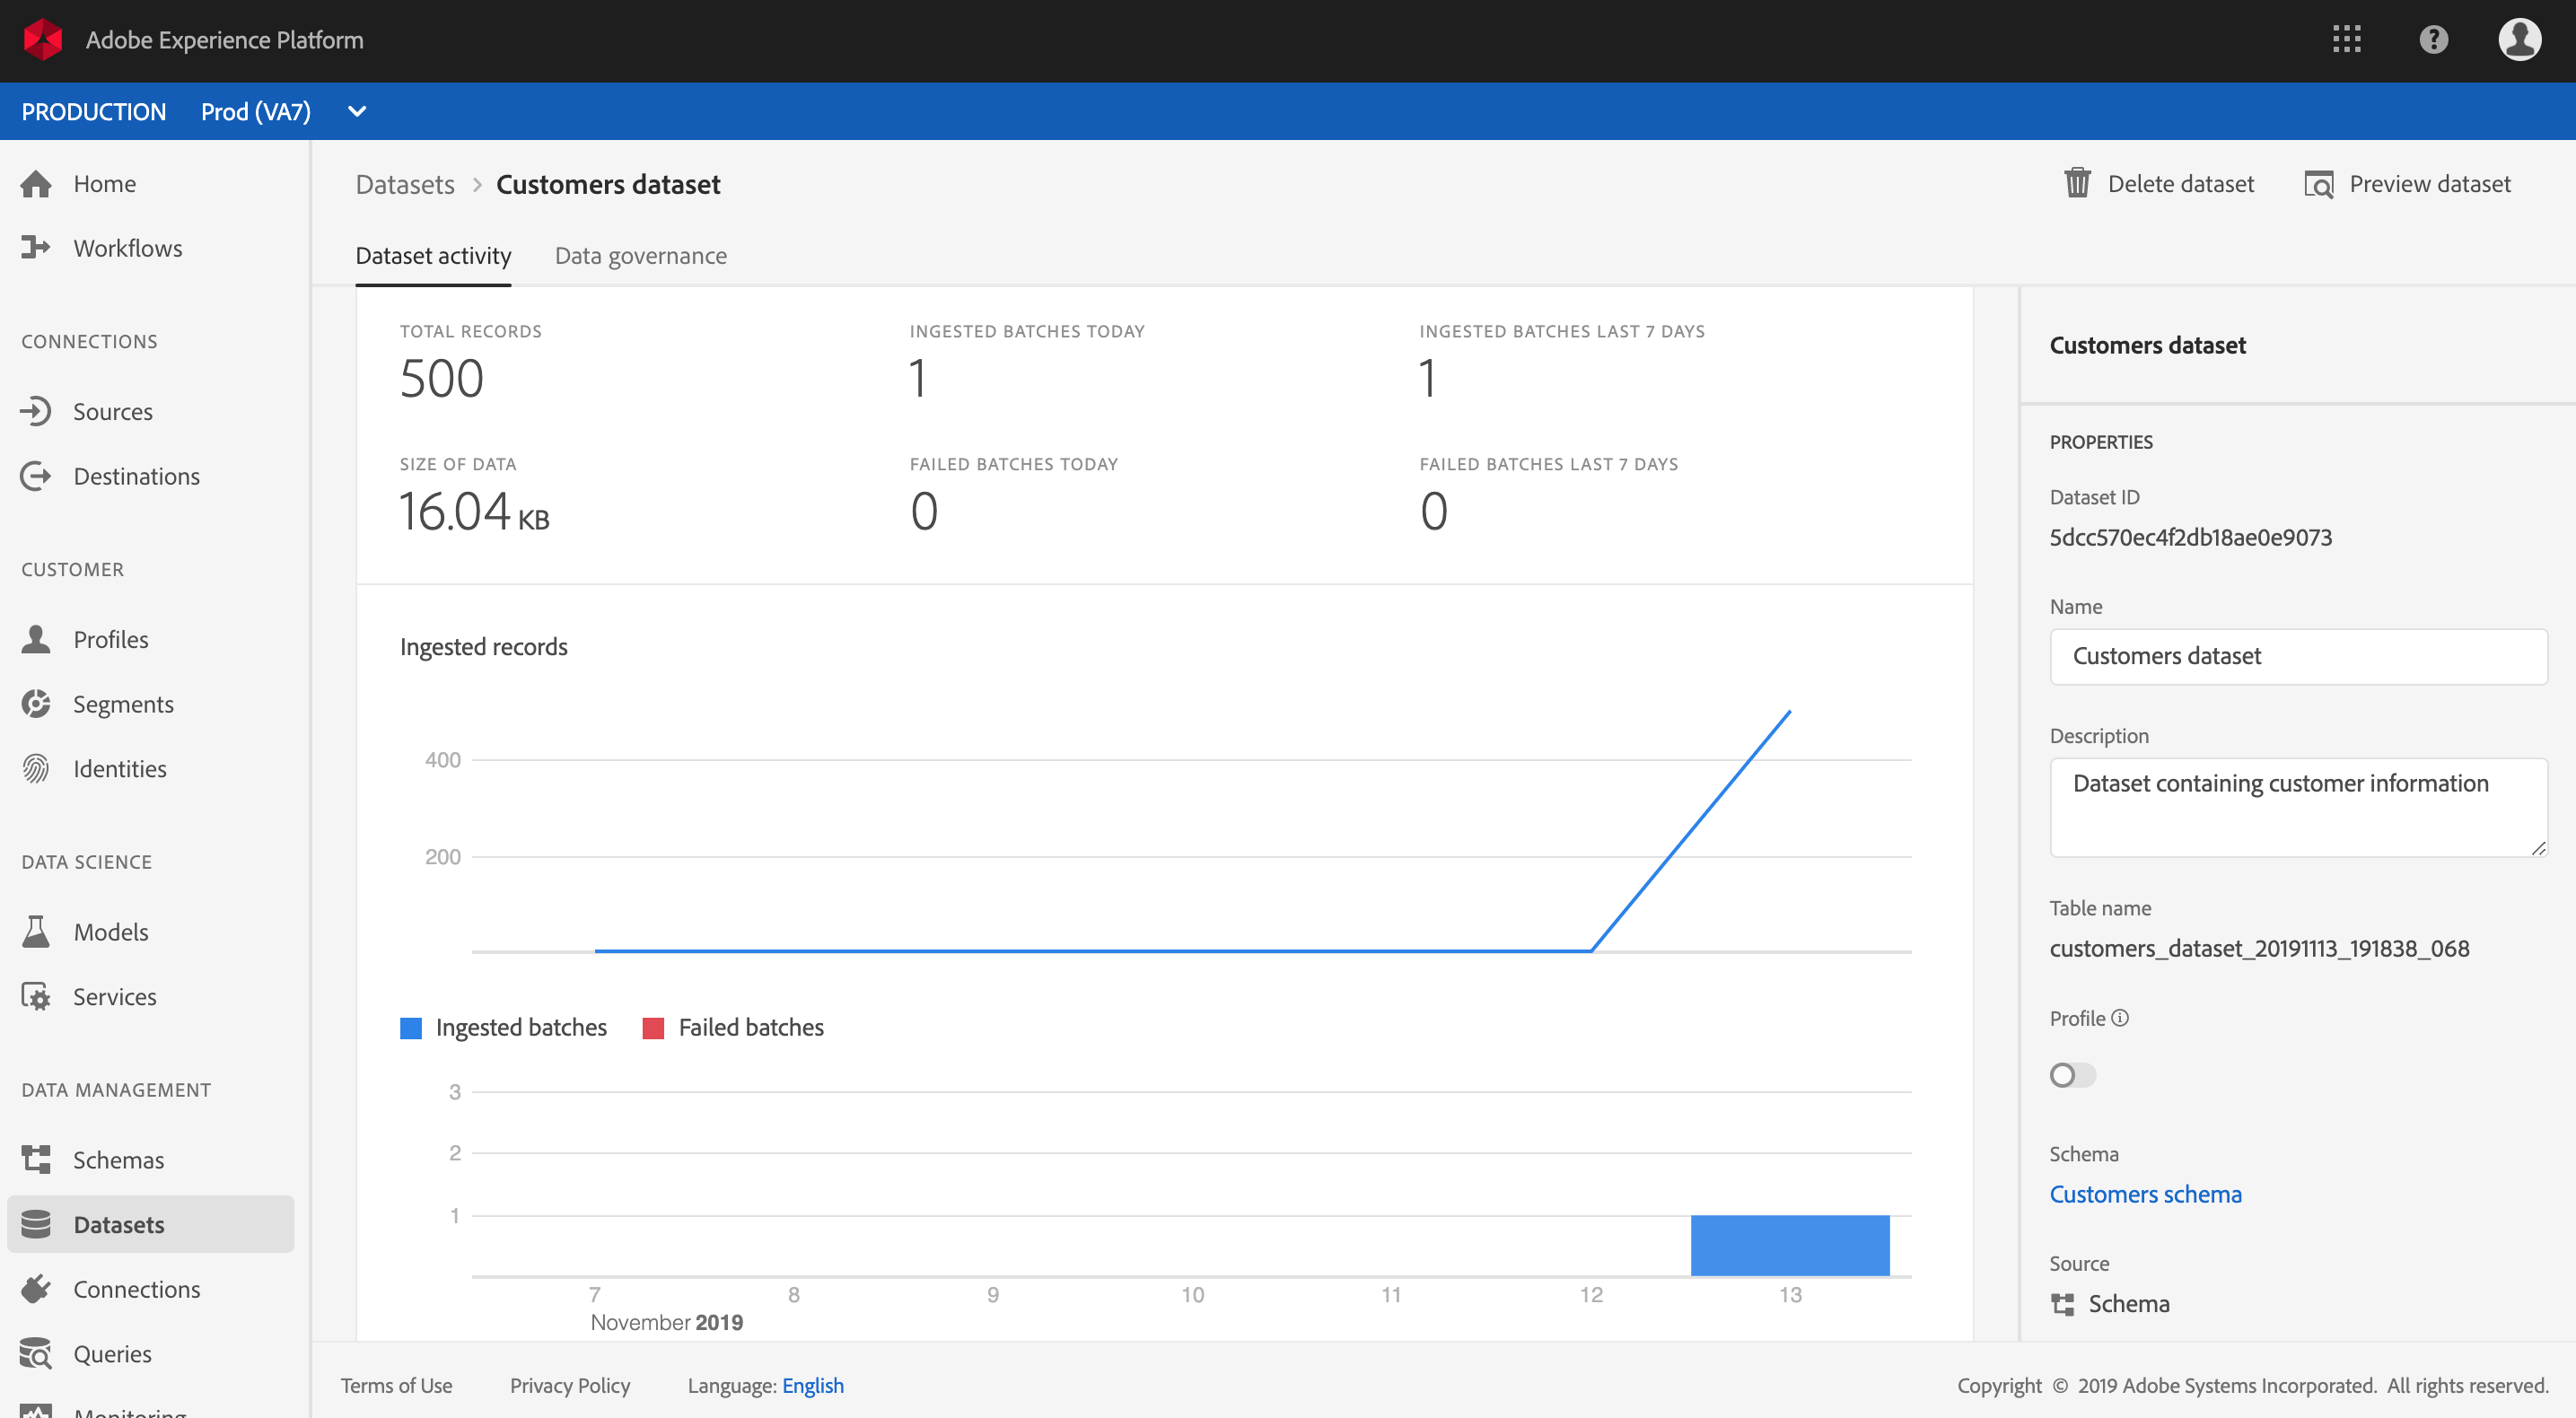 Adobe Experience Platform
PRODUCTION Prod (VA7)
Home
Workflows
CONNECTIONS
Sources
Destinations
CUSTOMER
Profiles
Segments
Identities
DATA SCIENCE
Models
Services
DATA MANAGEMENT
Schemas
Datasets
Connections
Queries
Monitoring
Datasets > Customers dataset
Delete dataset
Preview dataset
Dataset activity
Data governance
TOTAL RECORDS
500
INGESTED BATCHES TODAY
1
INGESTED BATCHES LAST 7 DAYS
1
SIZE OF DATA
16.04 KB
FAILED BATCHES TODAY
0
FAILED BATCHES LAST 7 DAYS
0
Ingested records
400
200
Ingested batches
Failed batches
3
2
1
7 8 9 10 11 12 13
November 2019
Customers dataset
PROPERTIES
Dataset ID
5dcc570ec4f2db18ae0e9073
Name
Customers dataset
Description
Dataset containing customer information
Table name
customers_dataset_20191113_191838_068
Profile
Schema
Customers schema
Source
Schema
Terms of Use
Privacy Policy
Language: English
Copyright © 2019 Adobe Systems Incorporated. All rights reserved.